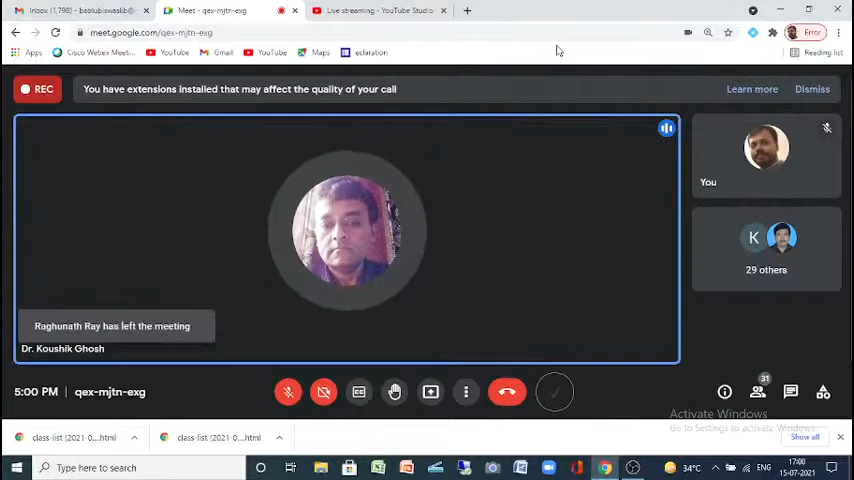 Inbox (1,798) - bablubiswaskb@
Meet - qex-mjtn-exg
Live streaming - YouTube Studio
meet.google.com/qex-mjtn-exg
Error
Apps
Cisco Webex Meet...
YouTube
Gmail
YouTube
Maps
eclaration
Reading list
REC
You have extensions installed that may affect the quality of your call
Learn more
Dismiss
You
K
29 others
Raghunath Ray has left the meeting
Dr. Koushik Ghosh
5:00 PM | qex-mjtn-exg
31
Activate Windows
Go to Settings to activate Windows.
class-list (2021-0....html
class-list (2021-0....html
Show all
Type here to search
34°C
ENG
17:00
15-07-2021